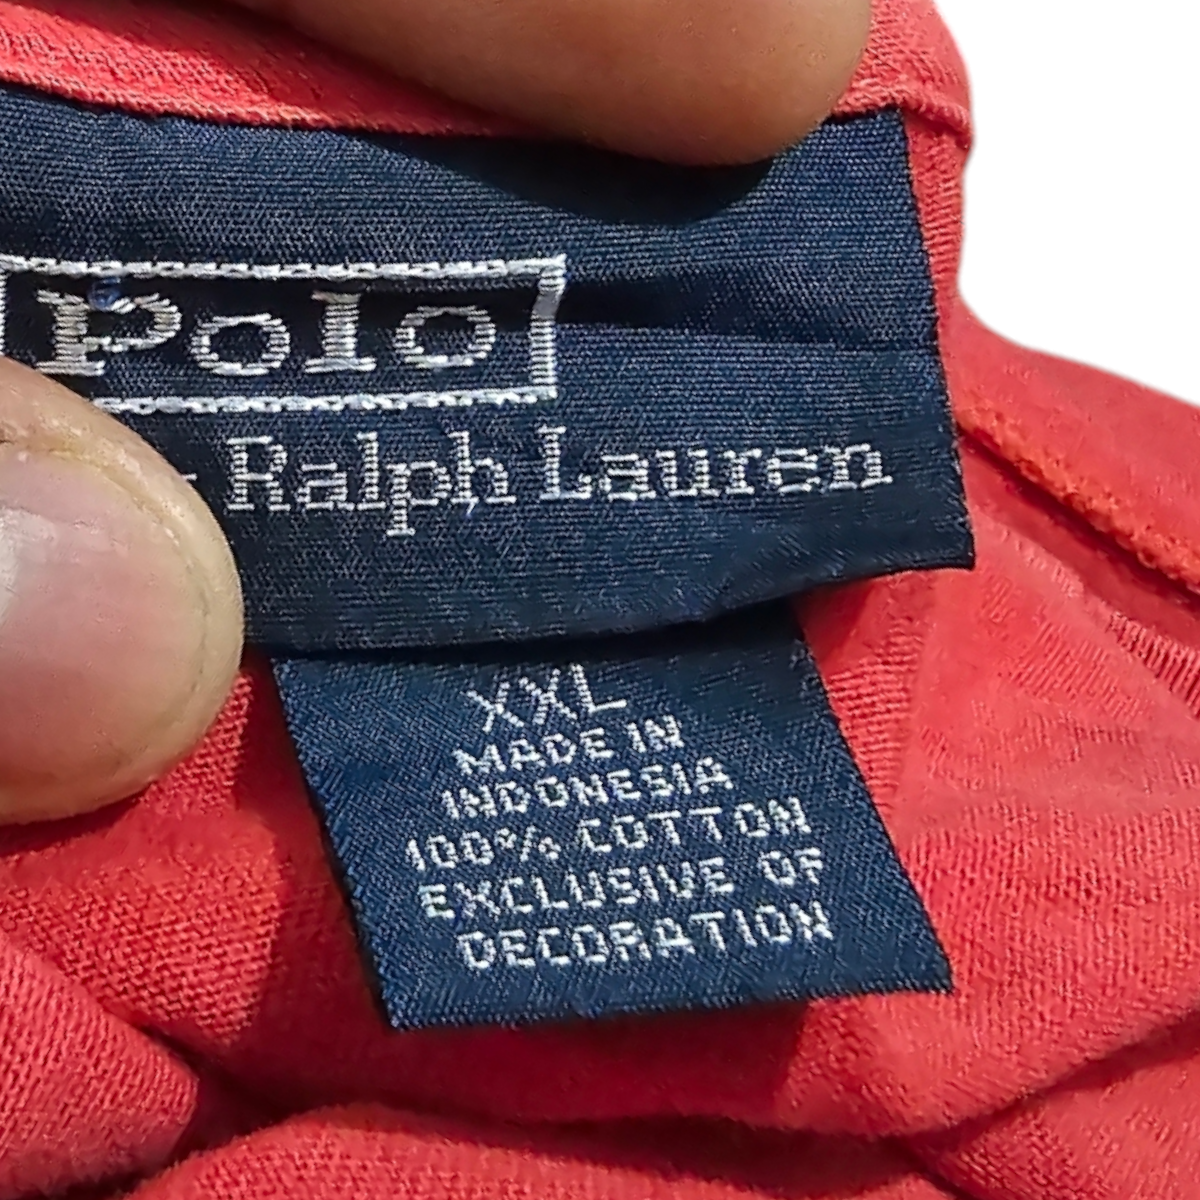 Polo
Ralph Lauren
XXL
MADE IN
INDONESIA
100% COTTON
EXCLUSIVE OF
DECORATION